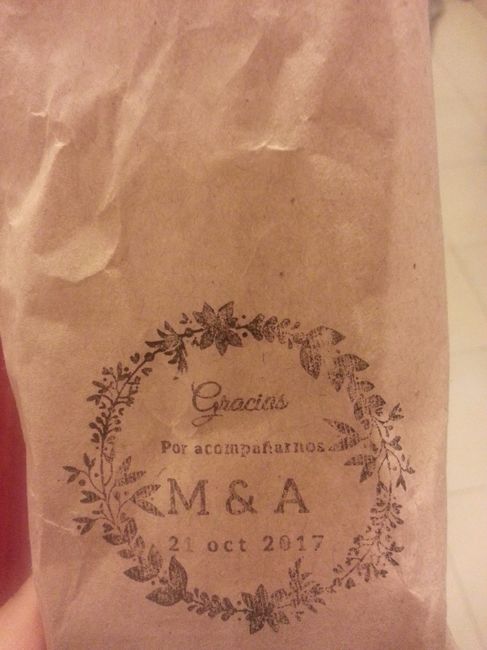 Gracias
Por acompañarnos
M & A
21 oct 2017